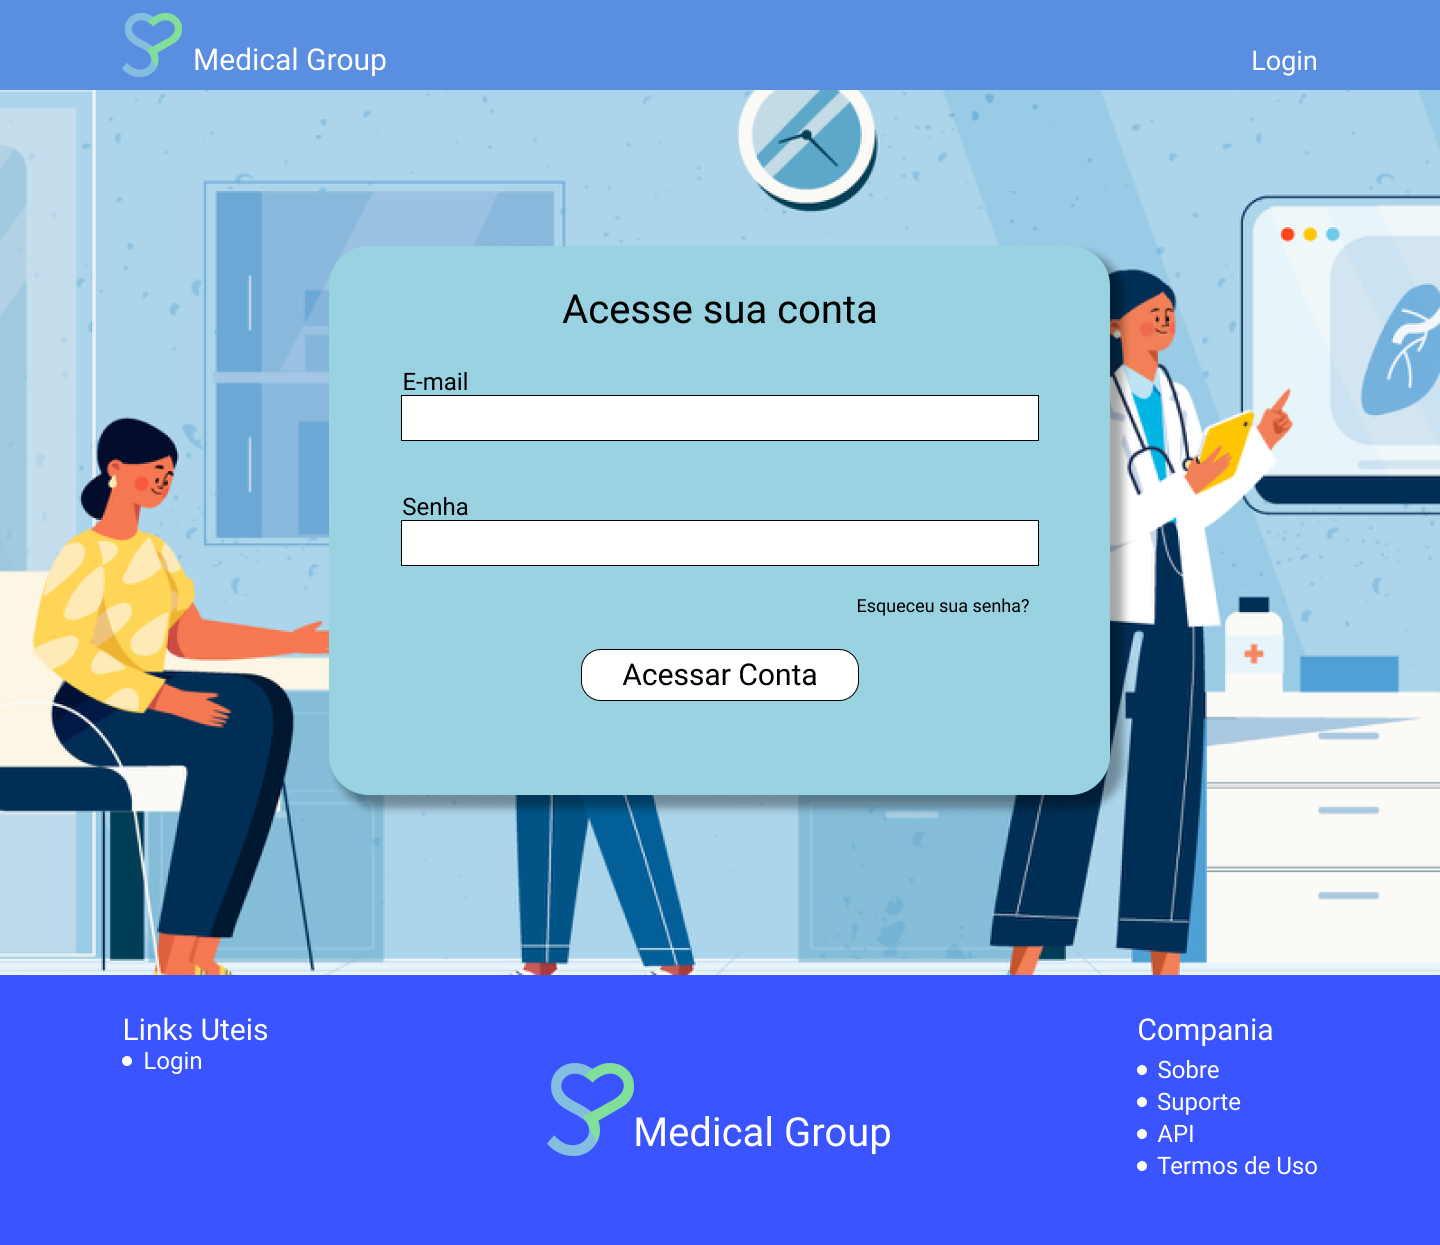 Medical Group
Login
Acesse sua conta
E-mail
Senha
Esqueceu sua senha?
Acessar Conta
Links Uteis
Login
Medical Group
Compania
Sobre
Suporte
API
Termos de Uso